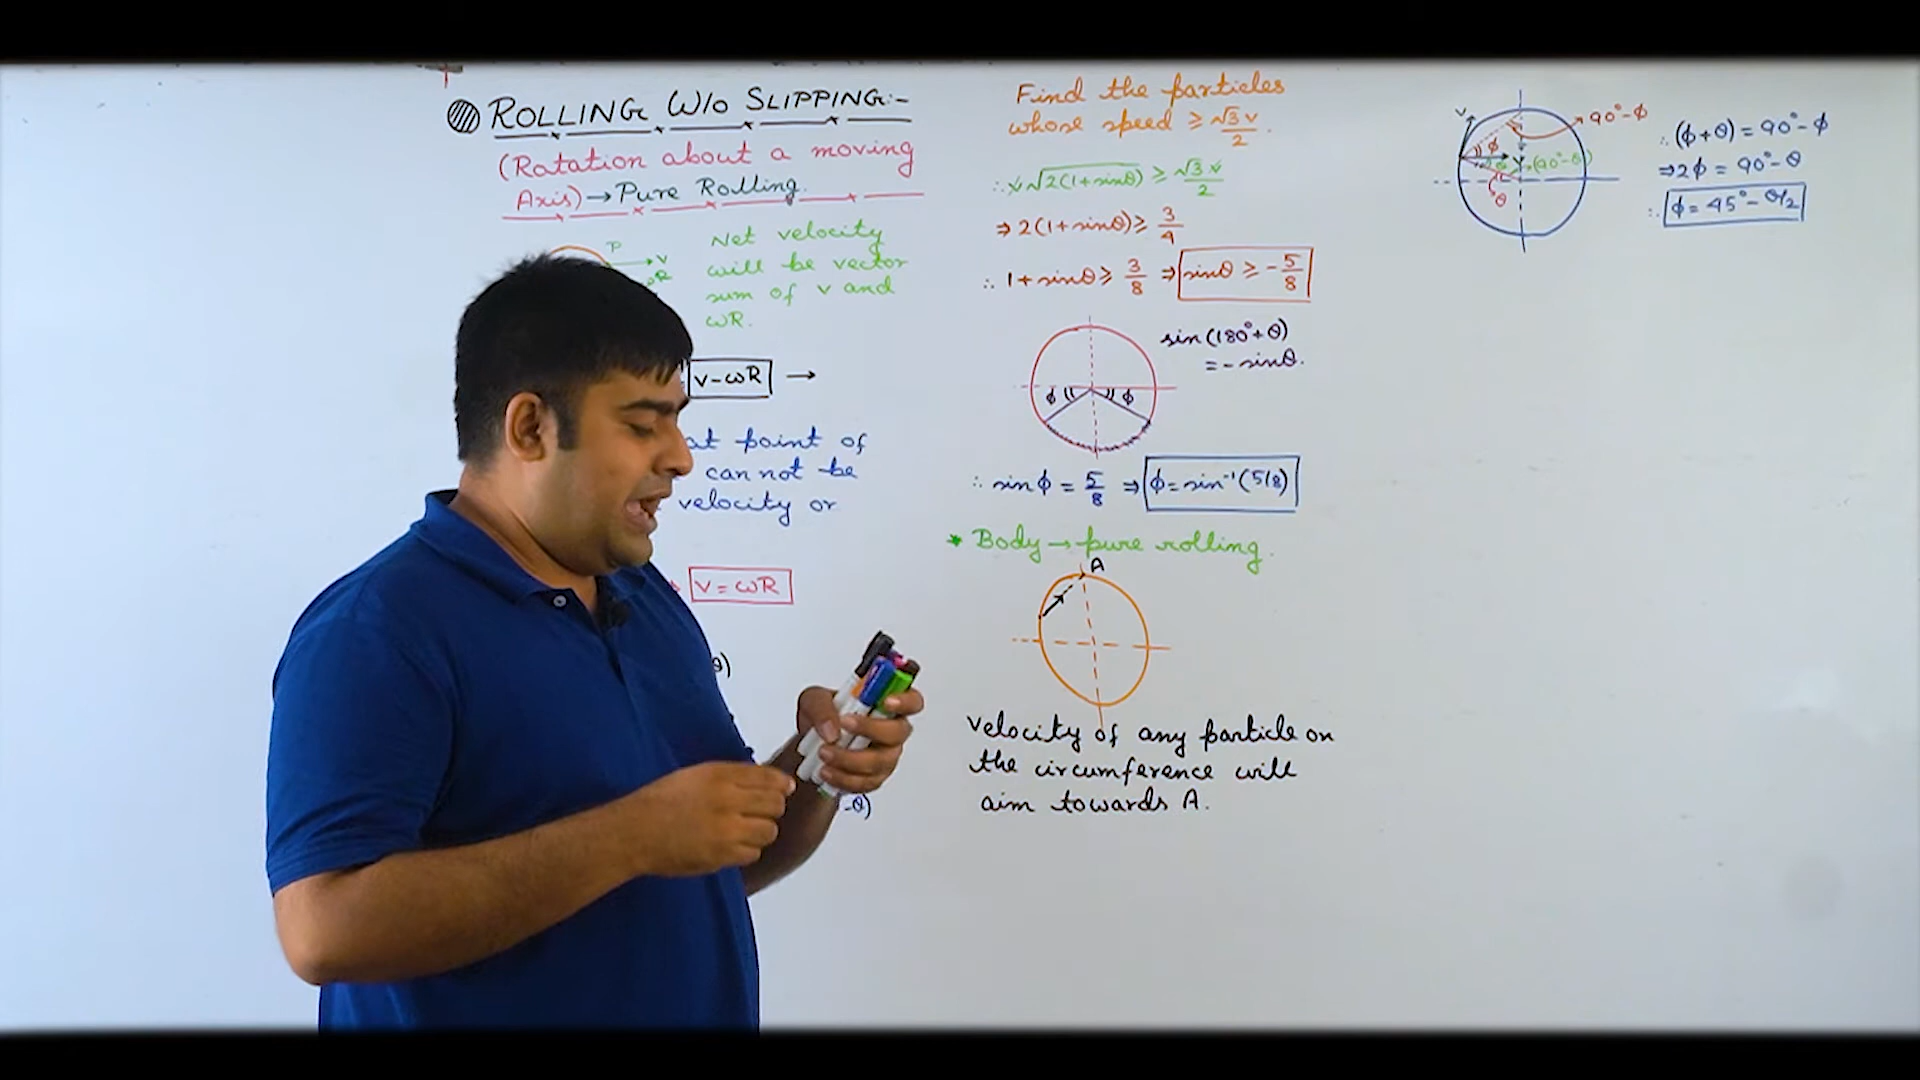 ROLLING W/o SLIPPING:-
(Rotation about a moving
Axis)→Pure Rolling.
P
V
Net velocity
will be vector
sum of v and
ωR.
V-ωR →
at point of
can not be
velocity or
V=ωR
θ)
-θ)
Find the particles
whose speed ≥ √3 v/2.
∴ v√2(1+sinθ) ≥ √3 v/2
⇒ 2(1+sinθ) ≥ 3/4
∴ 1+sinθ ≥ 3/8 ⇒ sinθ ≥ -5/8
sin(180°+θ)
= -sinθ.
ϕ ϕ
∴ sinϕ = 5/8 ⇒ ϕ=sin⁻¹(5/8)
* Body → pure rolling.
A
Velocity of any particle on
the circumference will
aim towards A.
V
90°-ϕ
ϕ
V
(90°-θ)
θ
∴ (ϕ+θ) = 90°-ϕ
⇒2ϕ = 90°-θ
∴ ϕ = 45°-θ/2